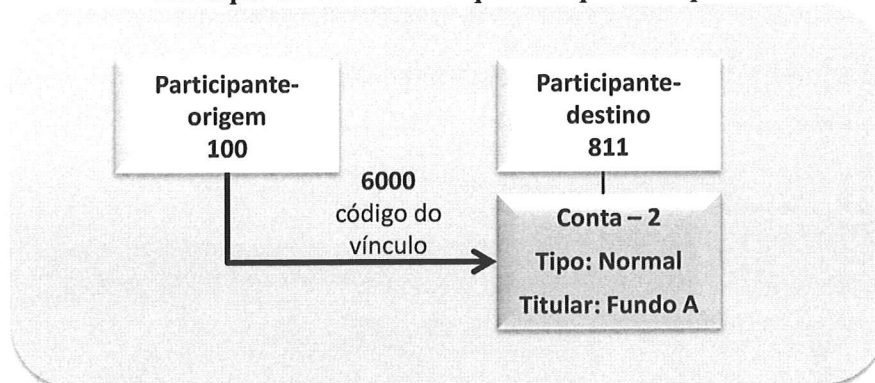 Participante-
origem
100
Participante-
destino
811
6000
código do
vínculo
Conta – 2
Tipo: Normal
Titular: Fundo A